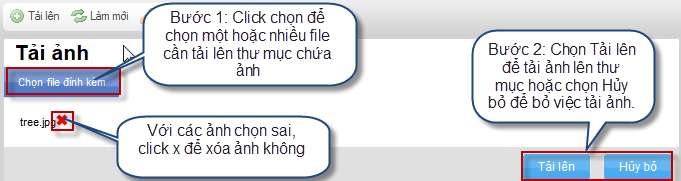 Tải lên Làm mới
Bước 1: Click chọn để
chọn một hoặc nhiều file
cần tải lên thư mục chứa
ảnh
Tải ảnh
Chọn file đính kèm
Bước 2: Chọn Tải lên
để tải ảnh lên thư
mục hoặc chọn Hủy
bỏ để bỏ việc tải ảnh.
tree.jpg
Với các ảnh chọn sai,
click x để xóa ảnh không
Tải lên Hủy bỏ